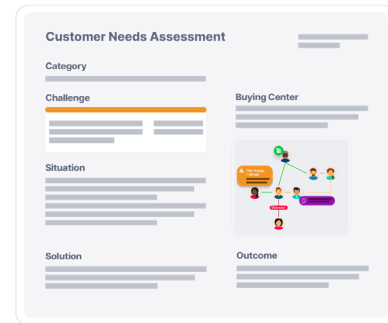 Customer Needs Assessment
Category
Challenge
Buying Center
Situation
Solution
Outcome